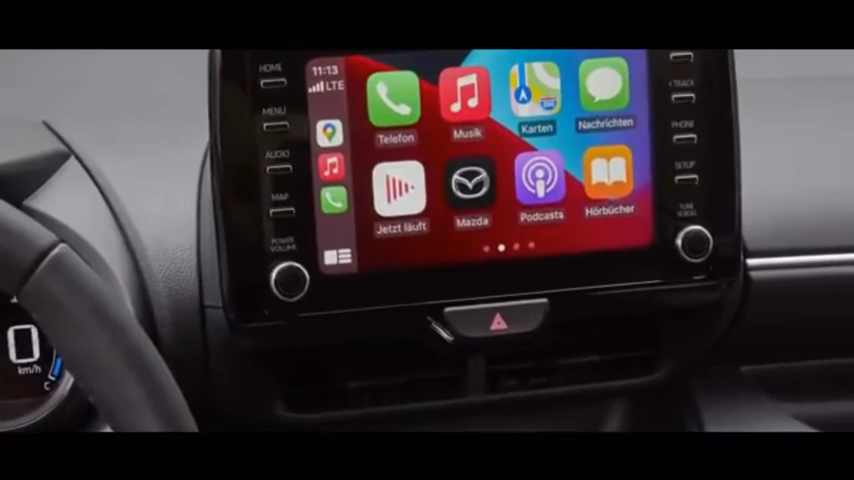 HOME
MENU
AUDIO
MAP
POWER
VOLUME
11:13
LTE
Telefon
Musik
Karten
Nachrichten
Jetzt läuft
Mazda
Podcasts
Hörbücher
TRACK
PHONE
SETUP
TUNE
SCROLL
0
km/h
C